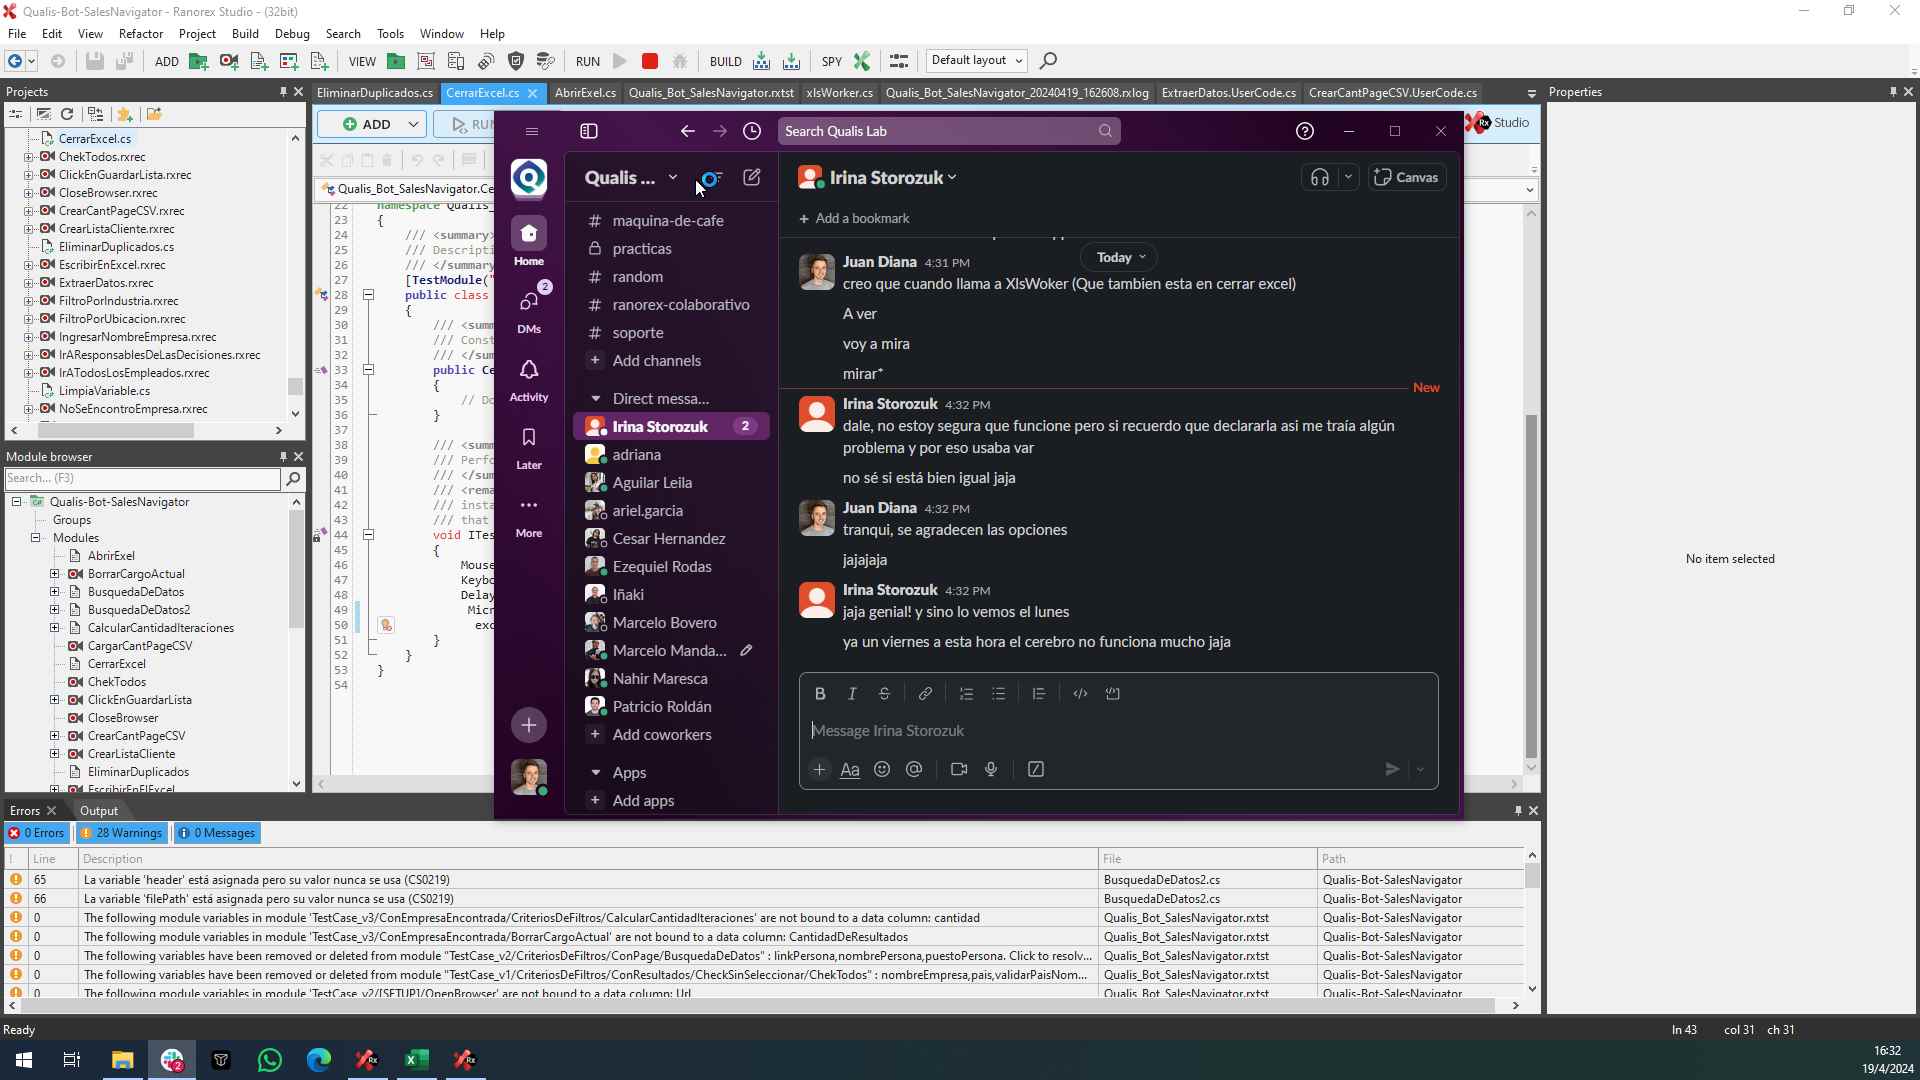 Qualis-Bot-SalesNavigator - Ranorex Studio - (32bit)
File Edit View Refactor Project Build Debug Search Tools Window Help
ADD VIEW RUN BUILD SPY Default layout
Projects
EliminarDuplicados.cs CerrarExcel.cs AbrirExel.cs Qualis_Bot_SalesNavigator.rxtst xlsWorker.cs Qualis_Bot_SalesNavigator_20240419_162608.rxlog ExtraerDatos.UserCode.cs CrearCantPageCSV.UserCode.cs
Properties
CerrarExcel.cs
ChekTodos.rxrec
ClickEnGuardarLista.rxrec
CloseBrowser.rxrec
CrearCantPageCSV.rxrec
CrearListaCliente.rxrec
EliminarDuplicados.cs
EscribirEnExcel.rxrec
ExtraerDatos.rxrec
FiltroPorIndustria.rxrec
FiltroPorUbicacion.rxrec
IngresarNombreEmpresa.rxrec
IrAResponsablesDeLasDecisiones.rxrec
IrATodosLosEmpleados.rxrec
LimpiaVariable.cs
NoSeEncontroEmpresa.rxrec
Module browser
Search... (F3)
Qualis-Bot-SalesNavigator
Groups
Modules
AbrirExel
BorrarCargoActual
BusquedaDeDatos
BusquedaDeDatos2
CalcularCantidadIteraciones
CargarCantPageCSV
CerrarExcel
ChekTodos
ClickEnGuardarLista
CloseBrowser
CrearCantPageCSV
CrearListaCliente
EliminarDuplicados
EscribirEnElExcel
ADD RUN
Studio
Qualis_Bot_SalesNavigator.Ce
22 namespace Qualis_
23 {
24 /// <summary>
25 /// Descripti
26 /// </summary
27 [TestModule("
28 public class
29 {
30 /// <summ
31 /// Const
32 /// </sum
33 public Ce
34 {
35 // Do
36 }
37
38 /// <summ
39 /// Perfo
40 /// </sum
41 /// <rema
42 /// insta
43 /// that
44 void ITes
45 {
46 Mouse
47 Keybo
48 Delay
49 Micr
50 exc
51 }
52 }
53 }
54
Search Qualis Lab
Qualis ...
Home
2
DMs
Activity
Later
More
# maquina-de-cafe
practicas
# random
# ranorex-colaborativo
# soporte
+ Add channels
Direct messa...
Irina Storozuk 2
adriana
Aguilar Leila
ariel.garcia
Cesar Hernandez
Ezequiel Rodas
Iñaki
Marcelo Bovero
Marcelo Manda...
Nahir Maresca
Patricio Roldán
+ Add coworkers
Apps
+ Add apps
Irina Storozuk
Canvas
+ Add a bookmark
Today
Juan Diana 4:31 PM
creo que cuando llama a XlsWoker (Que tambien esta en cerrar excel)
A ver
voy a mira
mirar*
New
Irina Storozuk 4:32 PM
dale, no estoy segura que funcione pero si recuerdo que declararla asi me traía algún
problema y por eso usaba var
no sé si está bien igual jaja
Juan Diana 4:32 PM
tranqui, se agradecen las opciones
jajajaja
Irina Storozuk 4:32 PM
jaja genial! y sino lo vemos el lunes
ya un viernes a esta hora el cerebro no funciona mucho jaja
B I S
Message Irina Storozuk
+ Aa
No item selected
Errors Output
0 Errors 28 Warnings 0 Messages
! Line Description File Path
65 La variable 'header' está asignada pero su valor nunca se usa (CS0219) BusquedaDeDatos2.cs Qualis-Bot-SalesNavigator
66 La variable 'filePath' está asignada pero su valor nunca se usa (CS0219) BusquedaDeDatos2.cs Qualis-Bot-SalesNavigator
0 The following module variables in module 'TestCase_v3/ConEmpresaEncontrada/CriteriosDeFiltros/CalcularCantidadIteraciones' are not bound to a data column: cantidad Qualis_Bot_SalesNavigator.rxtst Qualis-Bot-SalesNavigator
0 The following module variables in module 'TestCase_v3/ConEmpresaEncontrada/BorrarCargoActual' are not bound to a data column: CantidadDeResultados Qualis_Bot_SalesNavigator.rxtst Qualis-Bot-SalesNavigator
0 The following variables have been removed or deleted from module "TestCase_v2/CriteriosDeFiltros/ConPage/BusquedaDeDatos" : linkPersona,nombrePersona,puestoPersona. Click to resolv... Qualis_Bot_SalesNavigator.rxtst Qualis-Bot-SalesNavigator
0 The following variables have been removed or deleted from module "TestCase_v1/CriteriosDeFiltros/ConResultados/CheckSinSeleccionar/ChekTodos" : nombreEmpresa,pais,validarPaisNom... Qualis_Bot_SalesNavigator.rxtst Qualis-Bot-SalesNavigator
0 The following module variables in module 'TestCase_v2/[SETUP]/OpenBrowser' are not bound to a data column: Url Qualis_Bot_SalesNavigator.rxtst Qualis-Bot-SalesNavigator
Ready
ln 43 col 31 ch 31
2
16:32
19/4/2024